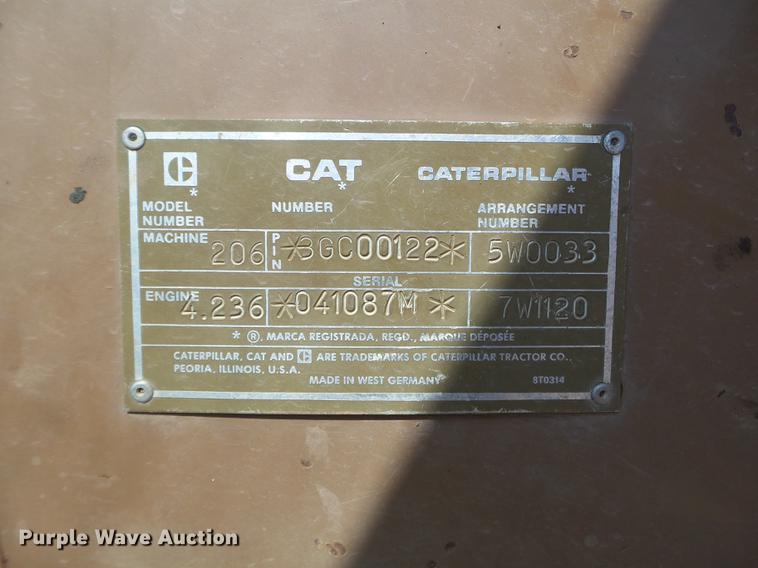 C CAT CATERPILLAR
* * *
MODEL NUMBER NUMBER ARRANGEMENT NUMBER
MACHINE 206 PIN *3GC00122* 5W0033
SERIAL
ENGINE 4.236 *041087M * 7W1120
* ®, MARCA REGISTRADA, REGD., MARQUE DÉPOSÉE
CATERPILLAR, CAT AND C ARE TRADEMARKS OF CATERPILLAR TRACTOR CO.,
PEORIA, ILLINOIS, U.S.A.
MADE IN WEST GERMANY 8T0314
Purple Wave Auction